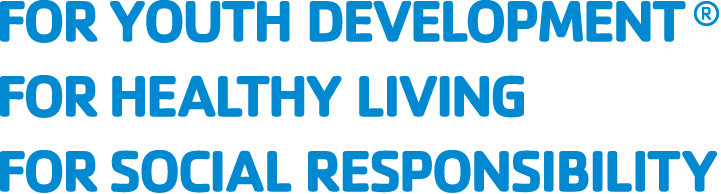 FOR YOUTH DEVELOPMENT®
FOR HEALTHY LIVING
FOR SOCIAL RESPONSIBILITY